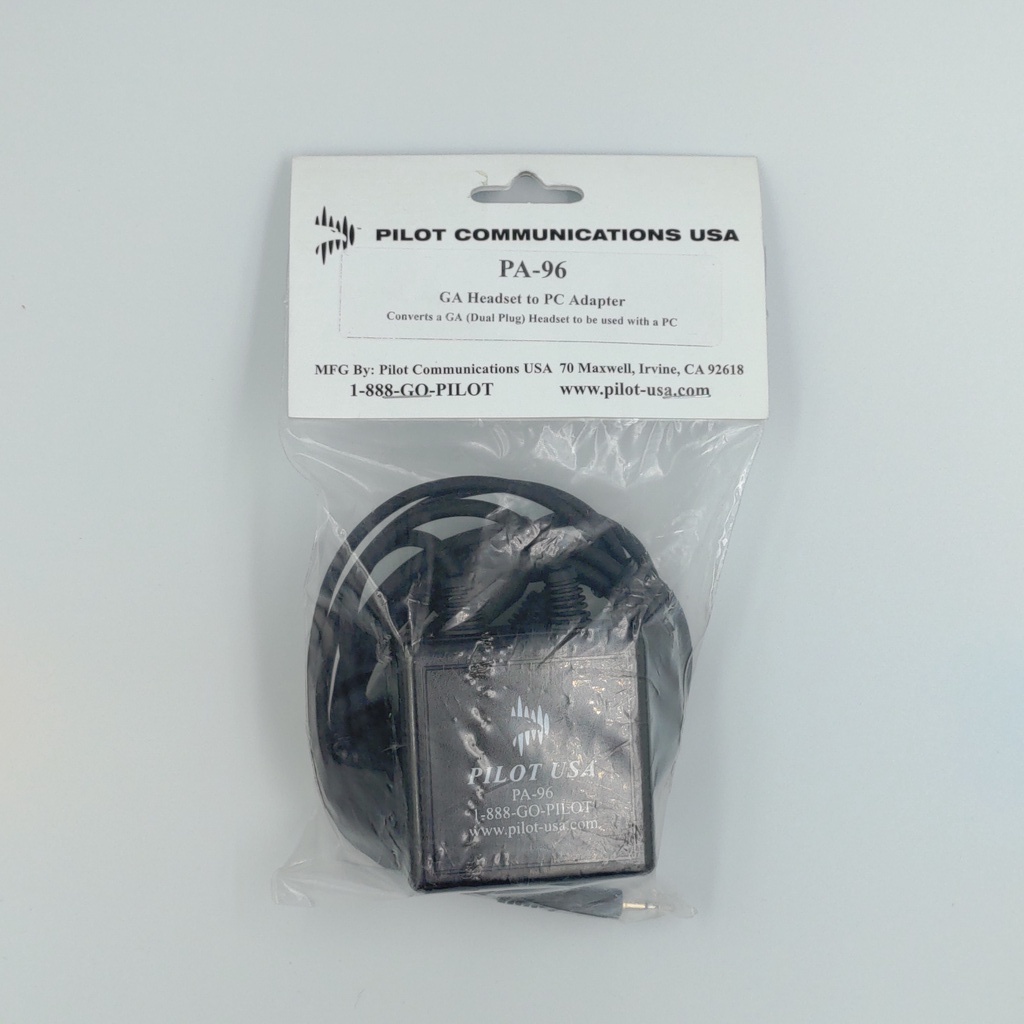 PILOT COMMUNICATIONS USA
PA-96
GA Headset to PC Adapter
Converts a GA (Dual Plug) Headset to be used with a PC
MFG By: Pilot Communications USA 70 Maxwell, Irvine, CA 92618
1-888-GO-PILOT www.pilot-usa.com
PILOT USA
PA-96
1-888-GO-PILOT
www.pilot-usa.com